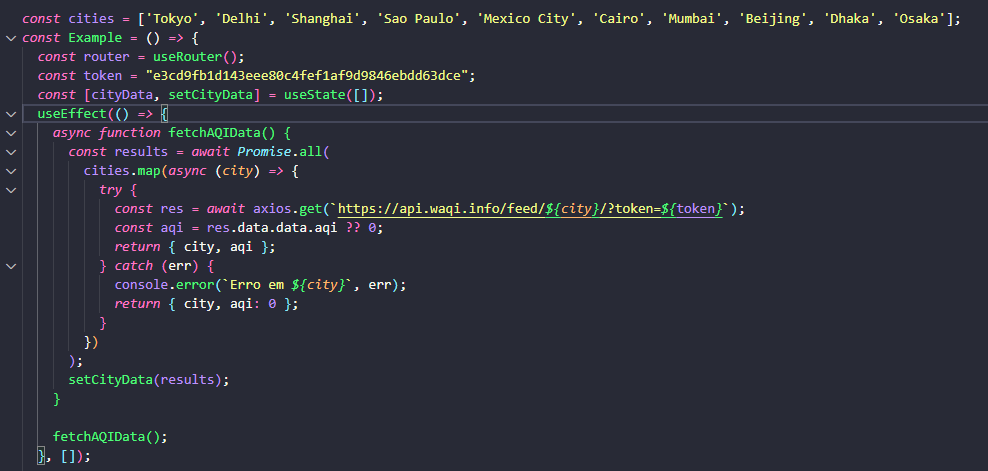 const cities = ['Tokyo', 'Delhi', 'Shanghai', 'Sao Paulo', 'Mexico City', 'Cairo', 'Mumbai', 'Beijing', 'Dhaka', 'Osaka'];
const Example = () => {
  const router = useRouter();
  const token = "e3cd9fb1d143eee80c4fef1af9d9846ebdd63dce";
  const [cityData, setCityData] = useState([]);
  useEffect(() => {
    async function fetchAQIData() {
      const results = await Promise.all(
        cities.map(async (city) => {
          try {
            const res = await axios.get(`https://api.waqi.info/feed/${city}/?token=${token}`);
            const aqi = res.data.data.aqi ?? 0;
            return { city, aqi };
          } catch (err) {
            console.error(`Erro em ${city}`, err);
            return { city, aqi: 0 };
          }
        })
      );
      setCityData(results);
    }

    fetchAQIData();
  }, []);